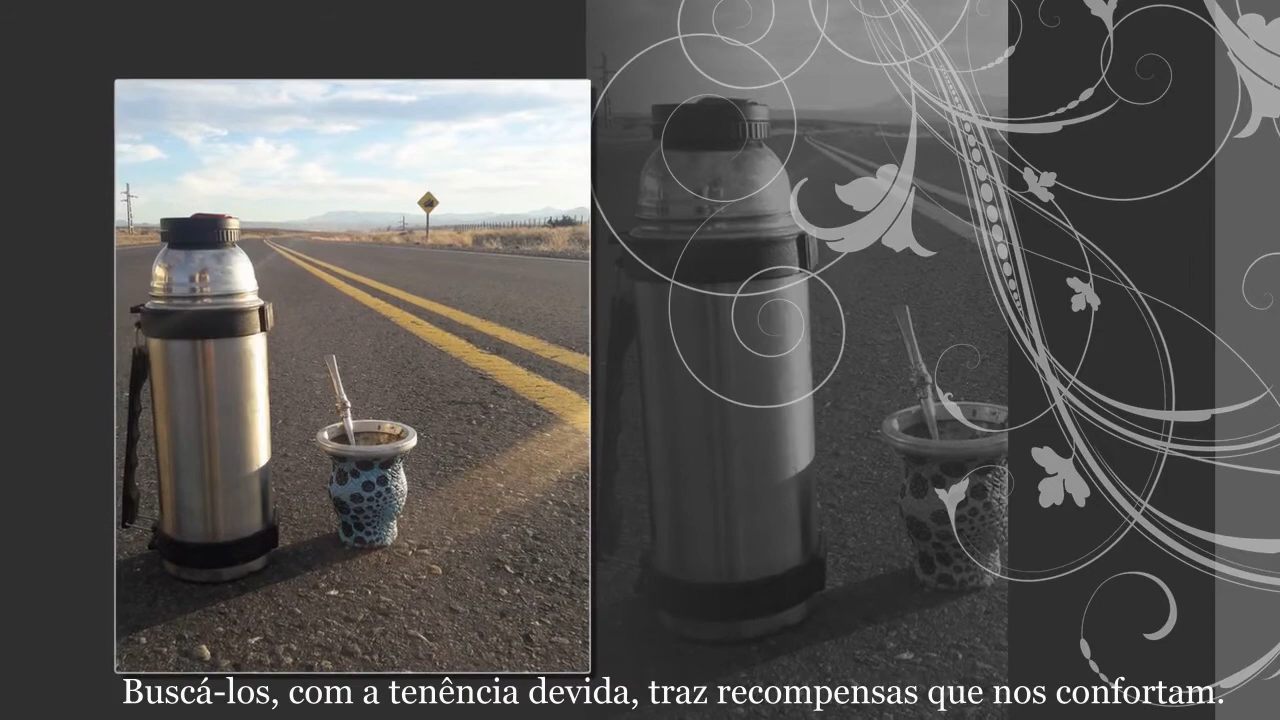 Buscá-los, com a tenência devida, traz recompensas que nos confortam.